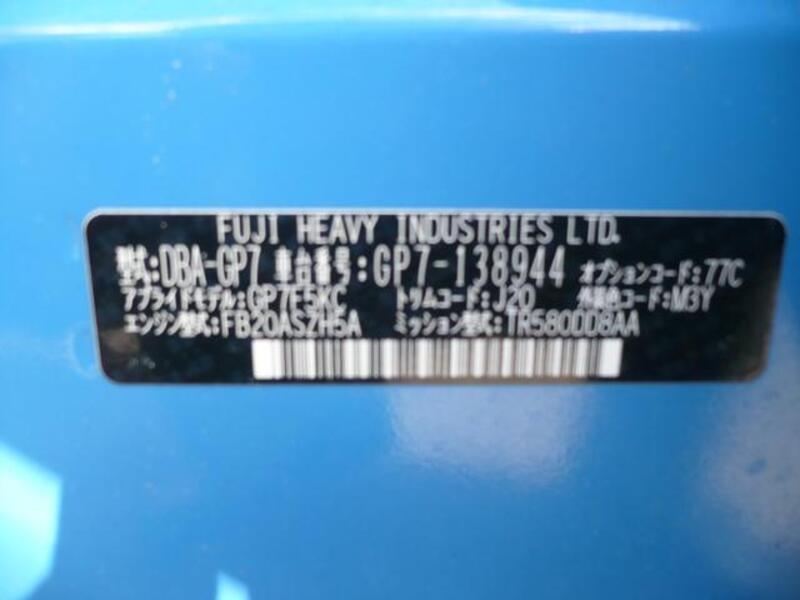 FUJI HEAVY INDUSTRIES LTD.
型式:DBA-GP7 車台番号:GP7-138944 オプションコード:77C
アプライドモデル:GP7E5KC トリムコード:J20 外装色コード:M3Y
エンジン型式:FB20ASZH5A ミッション型式:TR580DD8AA